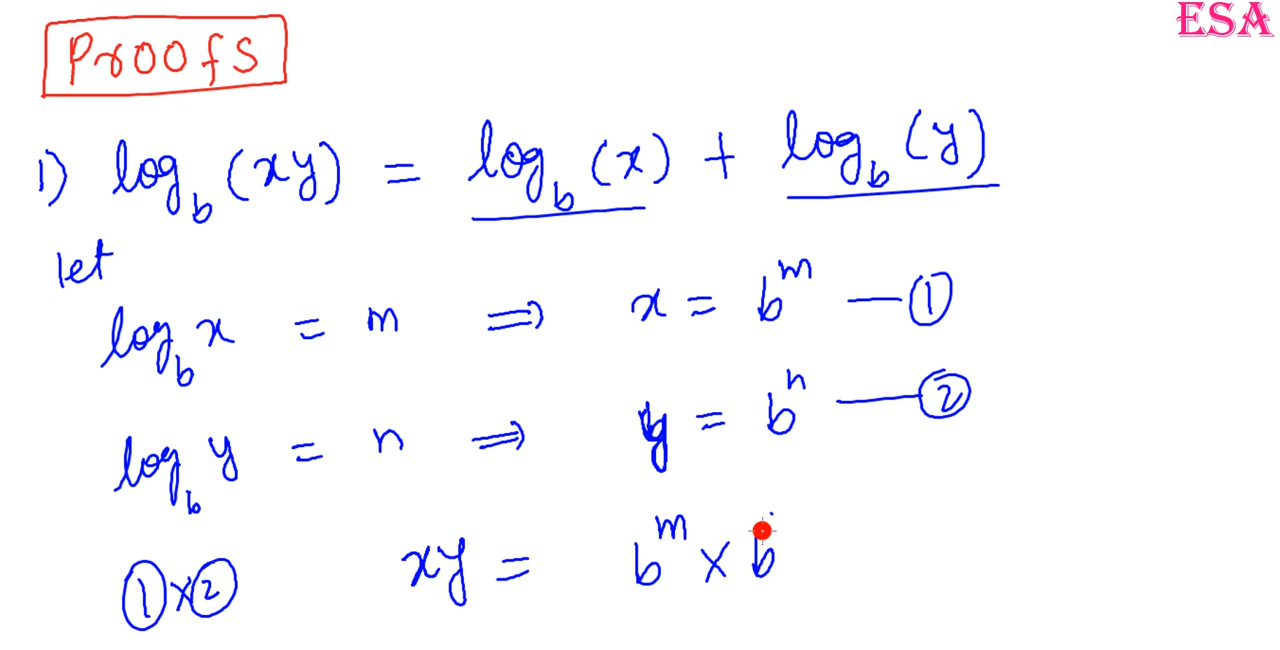 ESA
Proofs
1) log_b (xy) = log_b (x) + log_b (y)
let
log_b x = m ⟹ x = b^m —①
log_b y = n ⟹ y = b^n —②
①×② xy = b^m × b